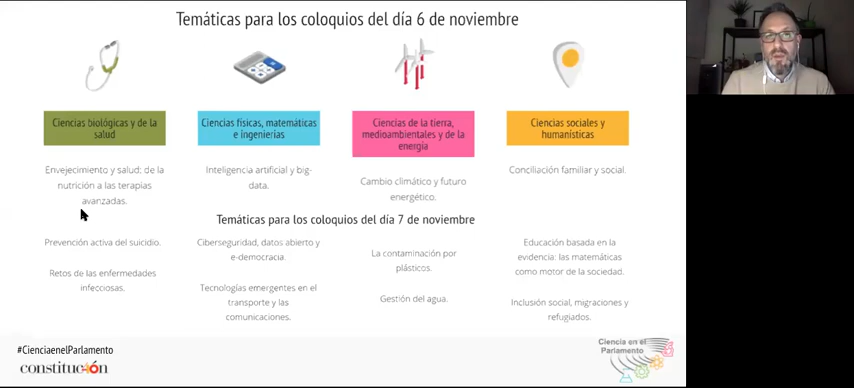 Temáticas para los coloquios del día 6 de noviembre
Ciencias biológicas y de la
salud
Ciencias físicas, matemáticas
e ingenierías
Ciencias de la tierra,
medioambientales y de la
energía
Ciencias sociales y
humanísticas
Envejecimiento y salud: de la
nutrición a las terapias
avanzadas.
Inteligencia artificial y big-
data.
Cambio climático y futuro
energético.
Conciliación familiar y social.
Temáticas para los coloquios del día 7 de noviembre
Prevención activa del suicidio.
Retos de las enfermedades
infecciosas.
Ciberseguridad, datos abierto y
e-democracia.
Tecnologías emergentes en el
transporte y las
comunicaciones.
La contaminación por
plásticos.
Gestión del agua.
Educación basada en la
evidencia: las matemáticas
como motor de la sociedad.
Inclusión social, migraciones y
refugiados.
#CienciaenelParlamento
constituc40n
Ciencia en el
Parlamento